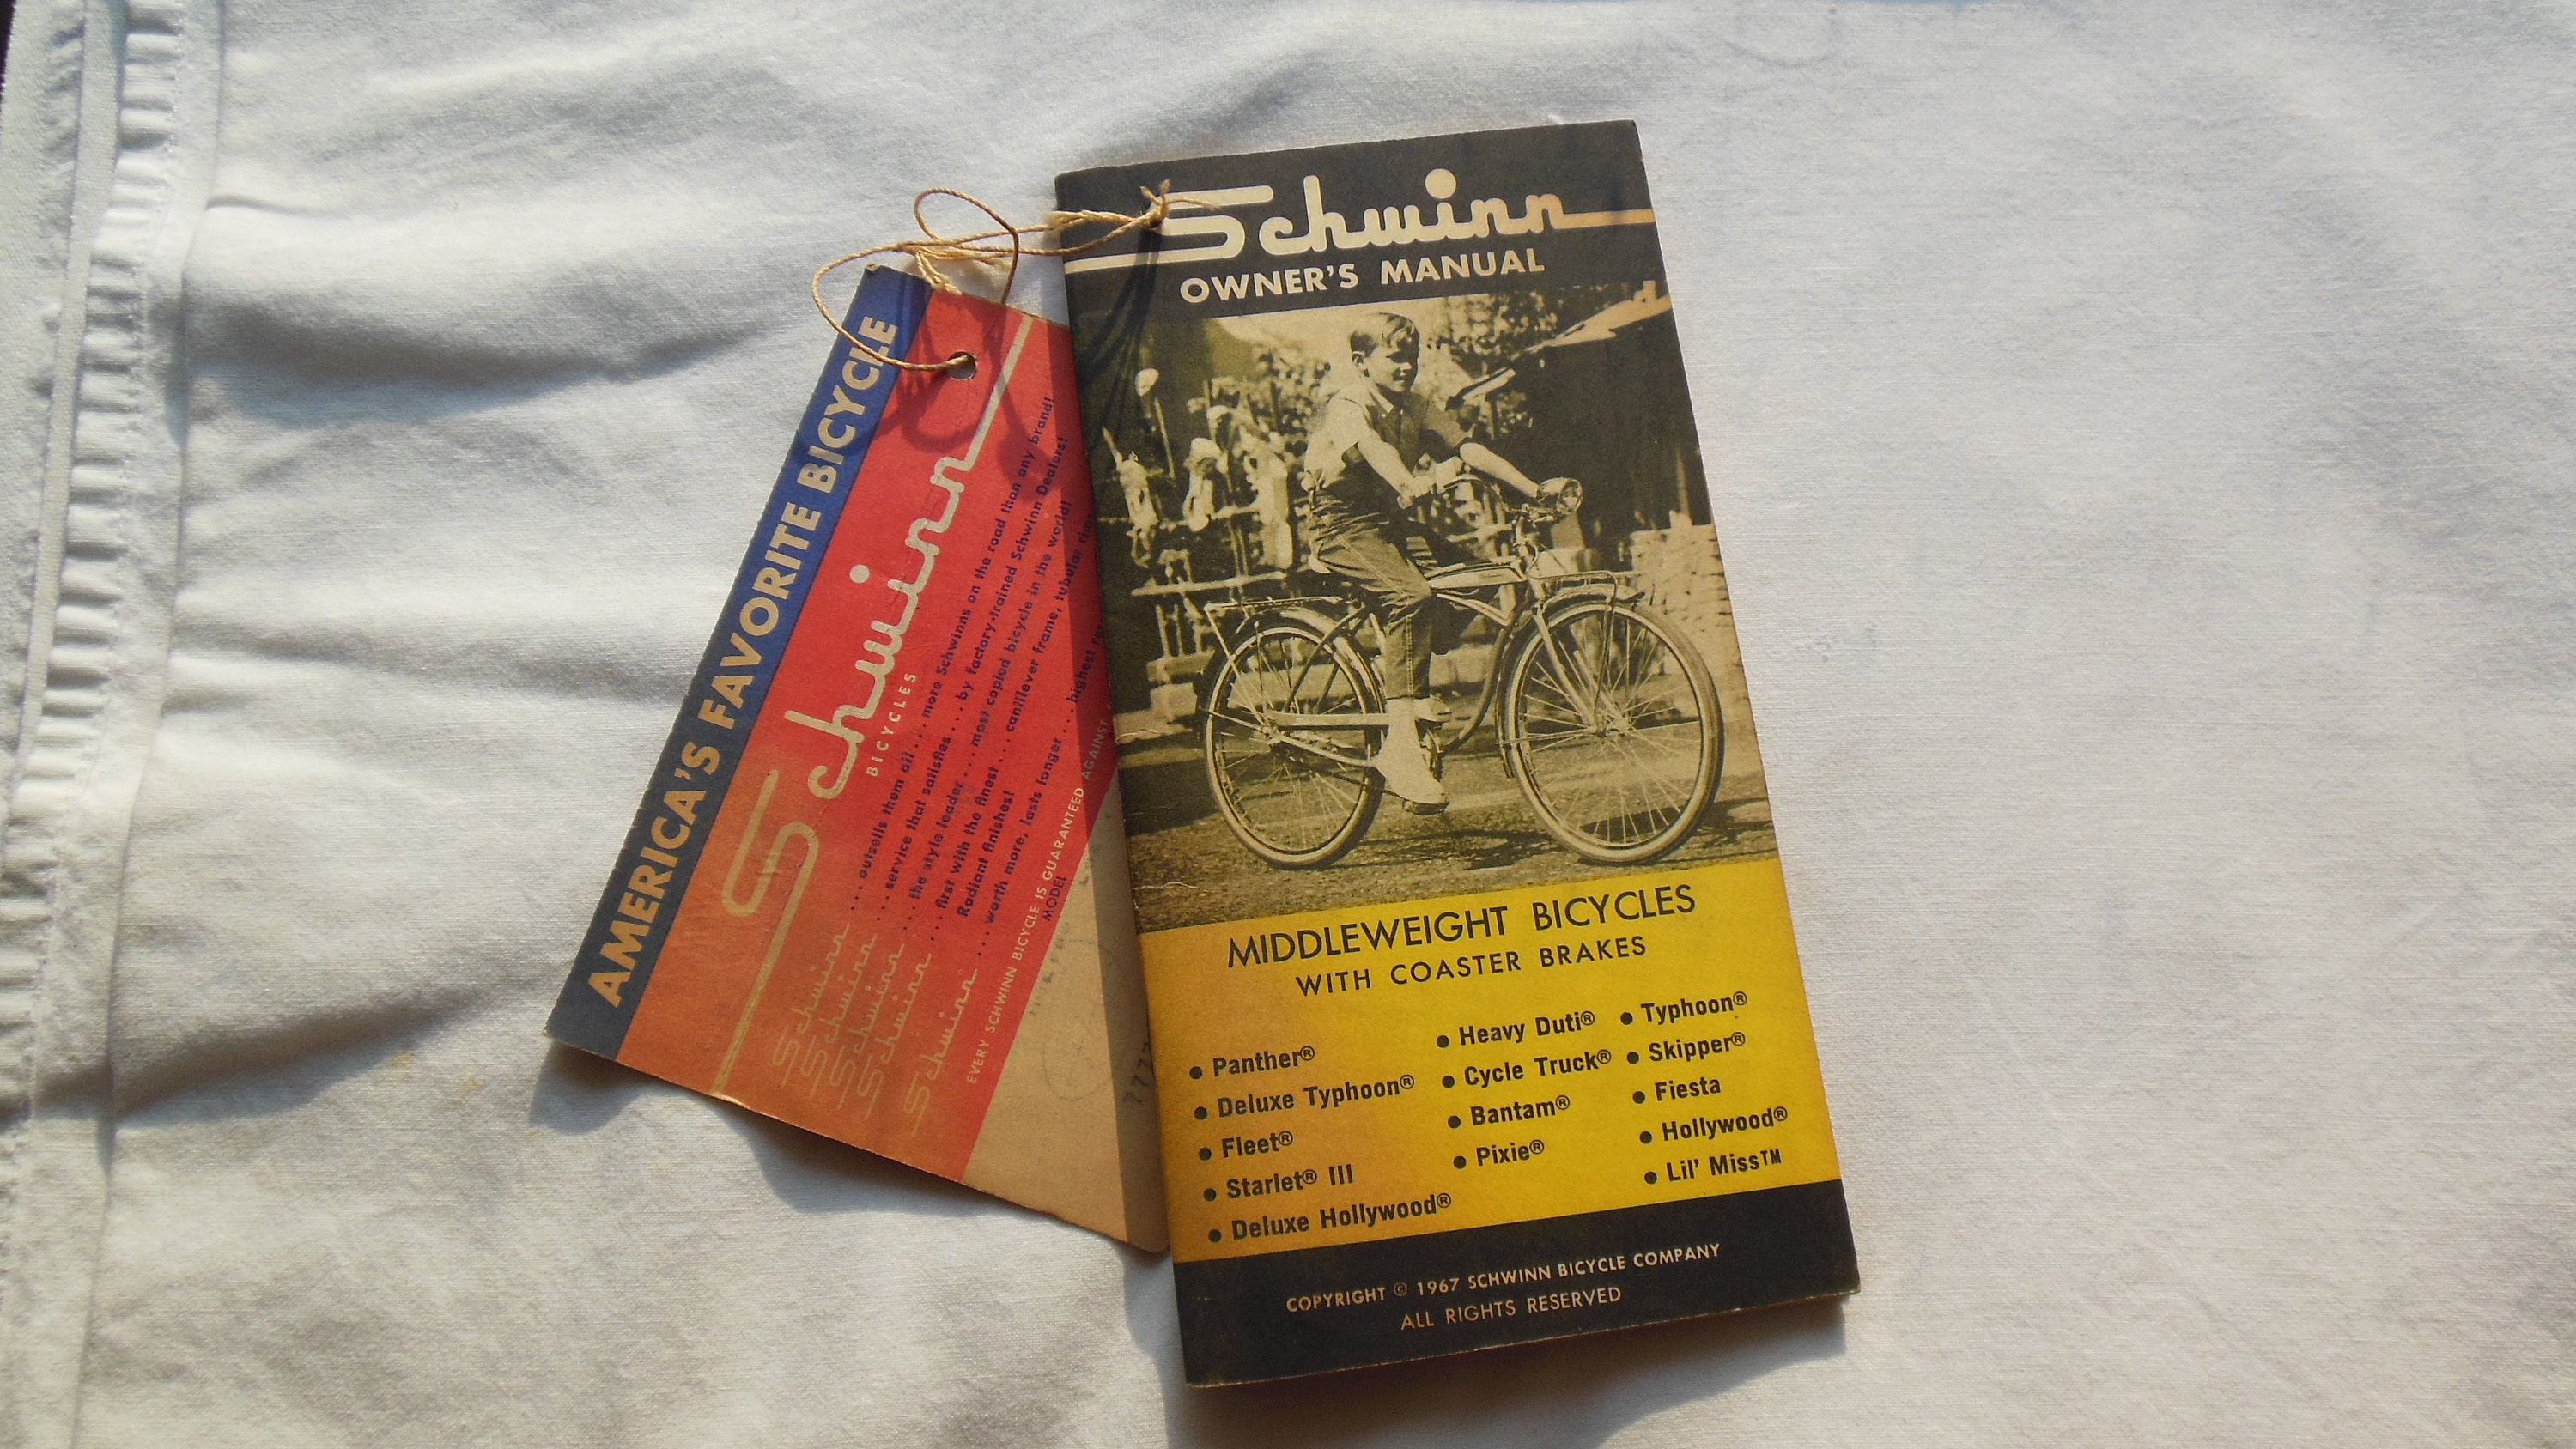 AMERICA'S FAVORITE BICYCLE
Schwinn
BICYCLES
Schwinn .... outsells them all ... more Schwinns on the road than any brand!
Schwinn .... service that satisfies ... by factory-trained Schwinn Dealers!
Schwinn .... the style leader .... most copied bicycle in the world!
Schwinn .... first with the finest ... cantilever frame, tubular
Radiant finishes!
Schwinn .... worth more, lasts longer ... highest
EVERY SCHWINN BICYCLE IS GUARANTEED AGAINST
MODEL
Schwinn
OWNER'S MANUAL
MIDDLEWEIGHT BICYCLES
WITH COASTER BRAKES
• Panther®
• Deluxe Typhoon®
• Fleet®
• Starlet® III
• Deluxe Hollywood®
• Heavy Duti®
• Cycle Truck®
• Bantam®
• Pixie®
• Typhoon®
• Skipper®
• Fiesta
• Hollywood®
• Lil' Miss™
COPYRIGHT © 1967 SCHWINN BICYCLE COMPANY
ALL RIGHTS RESERVED